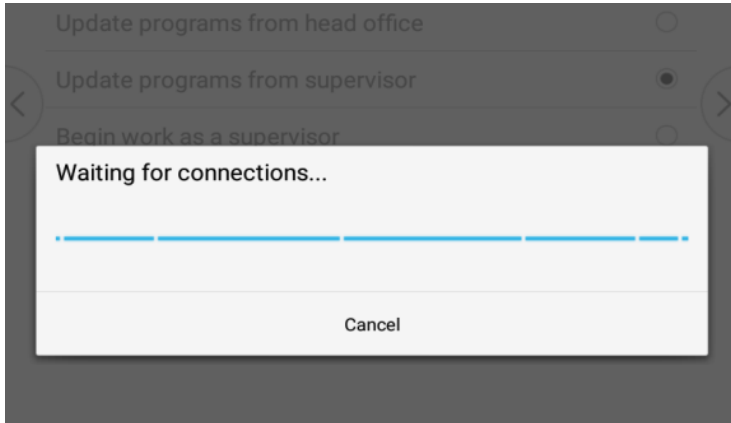 Update programs from head office
Update programs from supervisor
Begin work as a supervisor
Waiting for connections...
Cancel